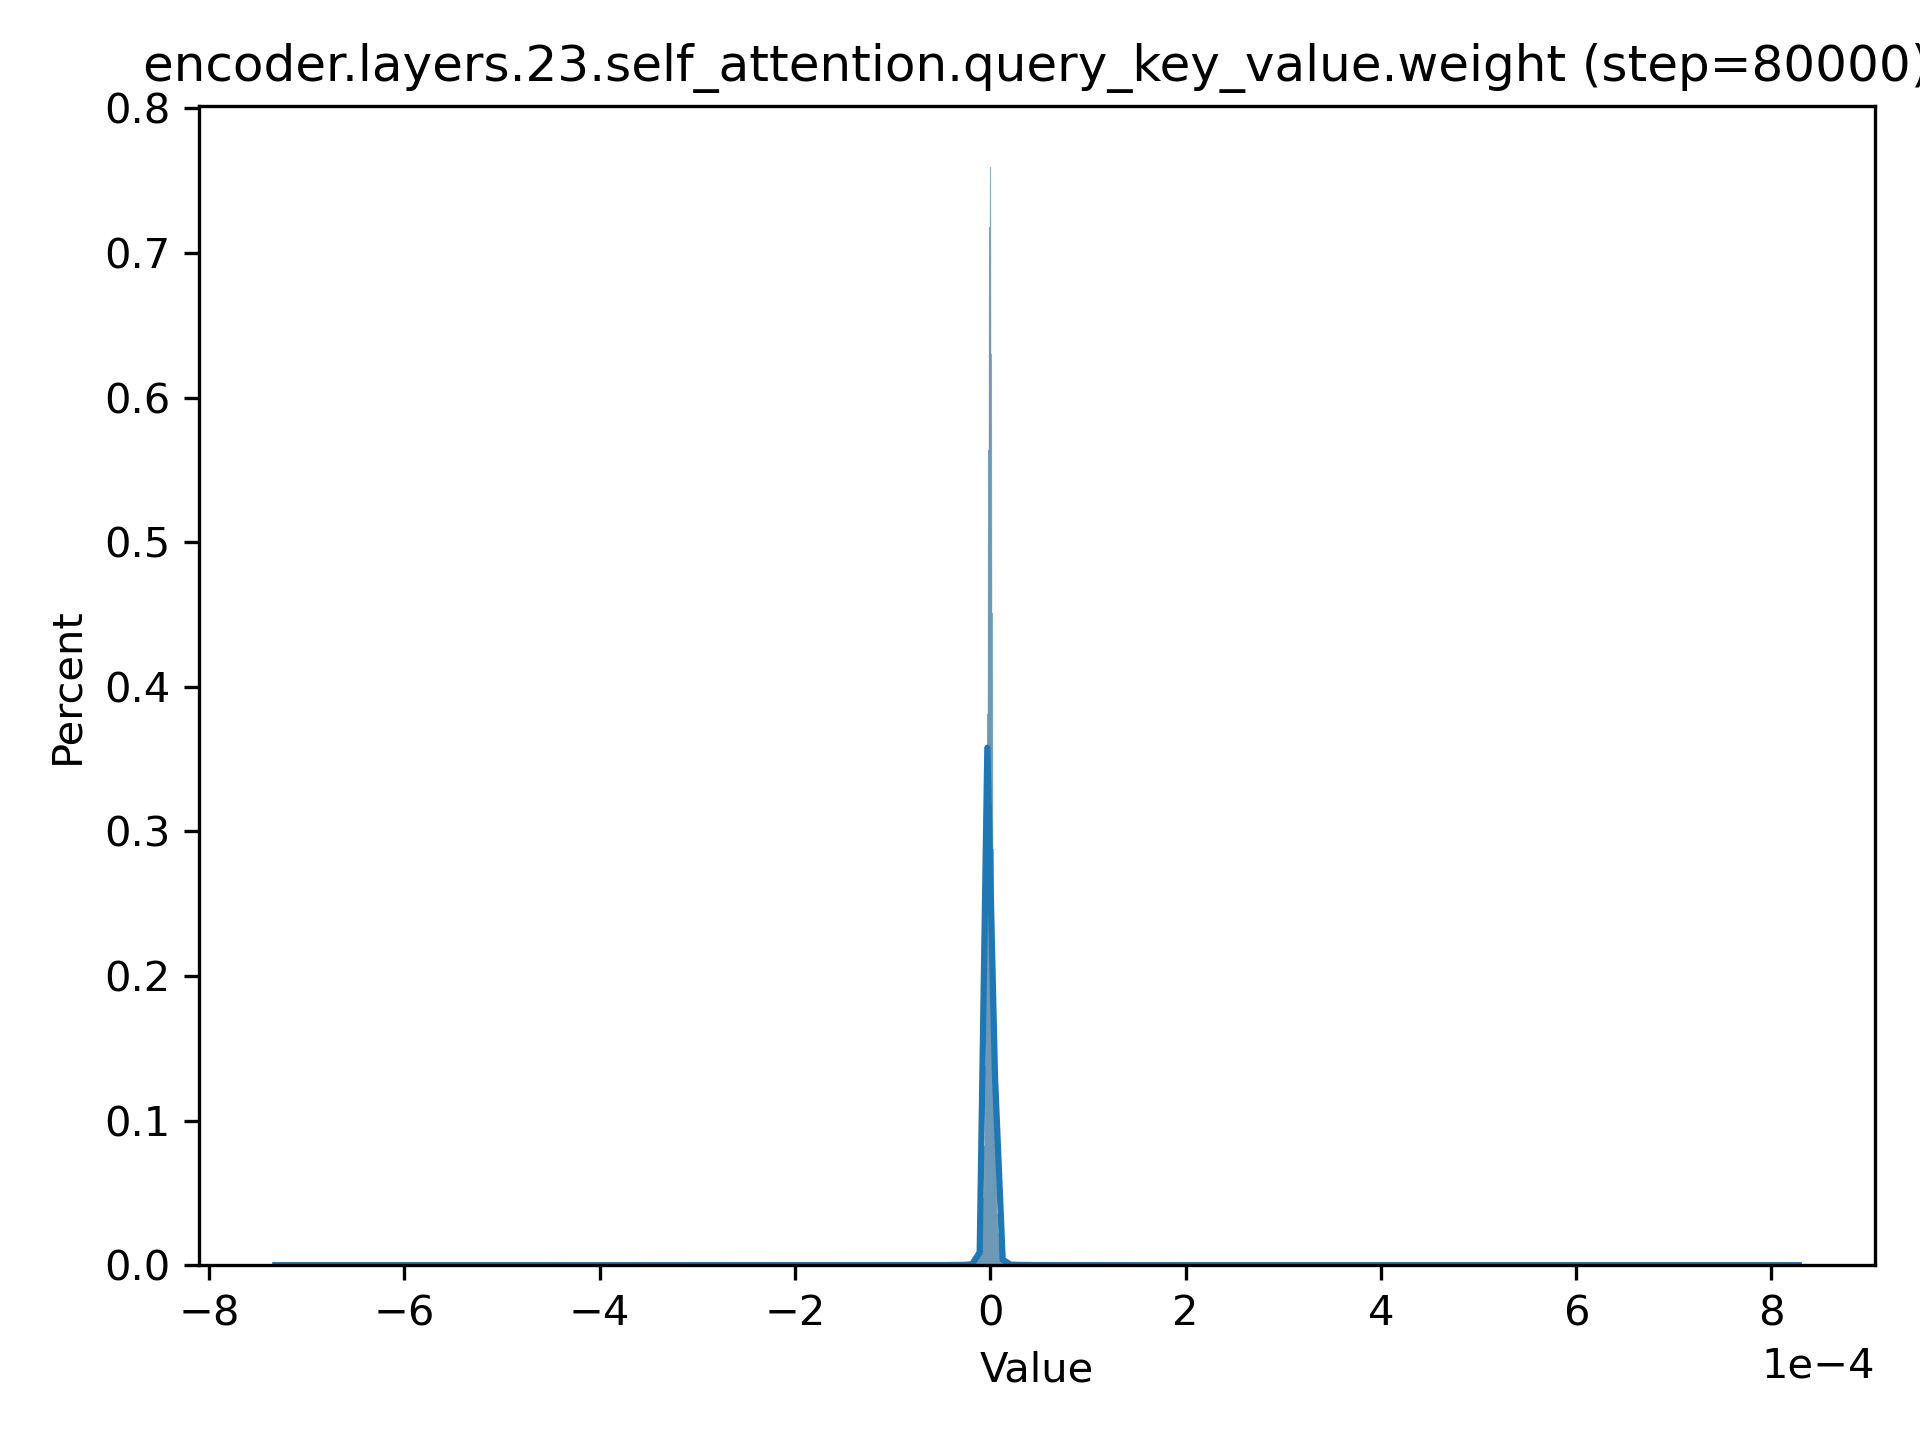 encoder.layers.23.self_attention.query_key_value.weight (step=80000)
0.8
0.7
0.6
0.5
0.4
0.3
0.2
0.1
0.0
Percent
−8 −6 −4 −2 0 2 4 6 8
1e−4
Value